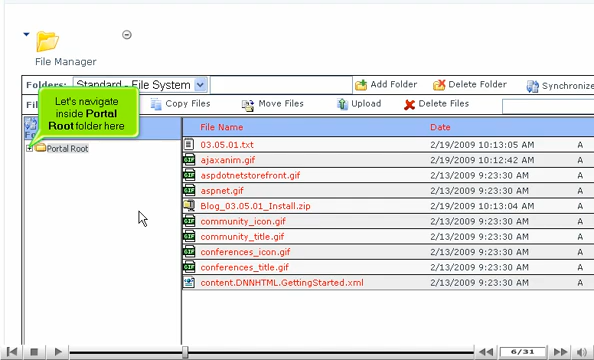 File Manager
Folders: Standard - File System Add Folder Delete Folder Synchronize
Copy Files Move Files Upload Delete Files
Let's navigate
inside Portal
Root folder here
Portal Root
File Name Date
03.05.01.txt 2/19/2009 10:13:05 AM A
ajaxanim.gif 2/19/2009 10:12:42 AM A
aspdotnetstorefront.gif 2/13/2009 9:23:30 AM A
aspnet.gif 2/13/2009 9:23:30 AM A
Blog_03.05.01_Install.zip 2/19/2009 10:13:04 AM A
community_icon.gif 2/13/2009 9:23:30 AM A
community_title.gif 2/13/2009 9:23:30 AM A
conferences_icon.gif 2/13/2009 9:23:30 AM A
conferences_title.gif 2/13/2009 9:23:30 AM A
content.DNNHTML.GettingStarted.xml 2/13/2009 9:23:30 AM A
6/31